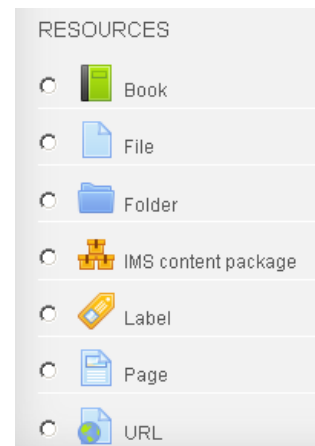 RESOURCES
Book
File
Folder
IMS content package
Label
Page
URL